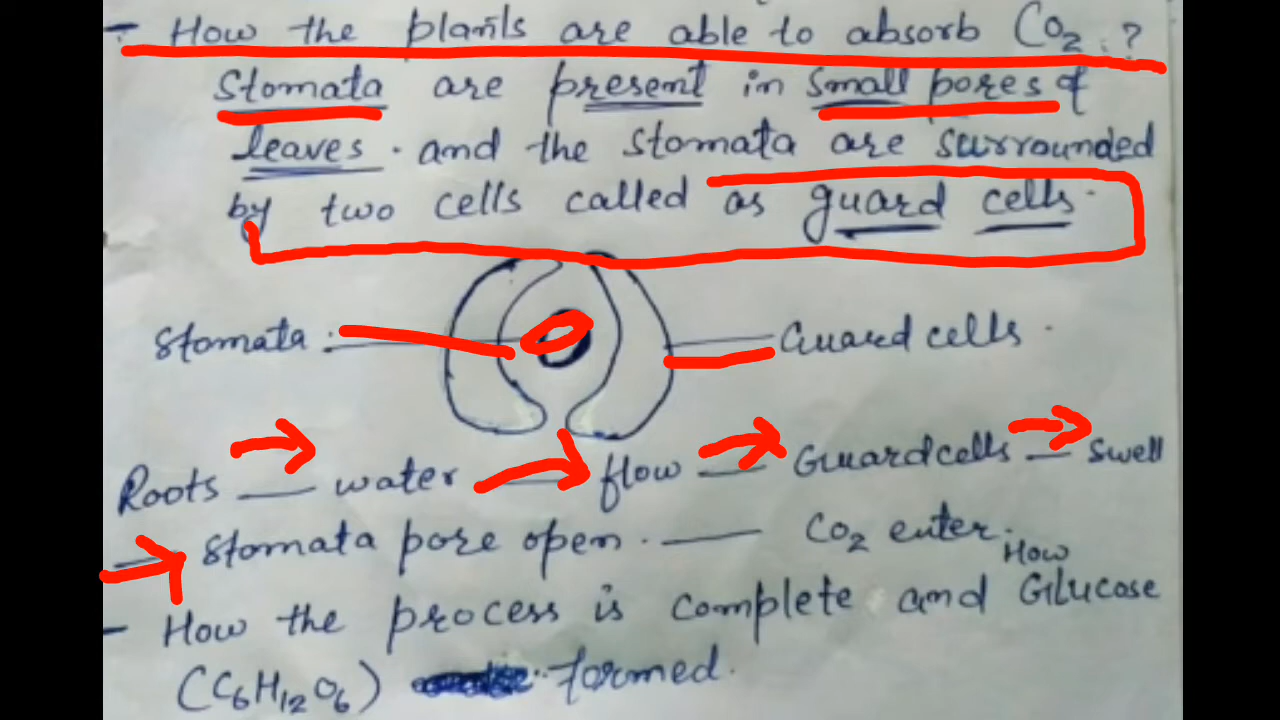 - How the plants are able to absorb CO2 ?
Stomata are present in small pores of
leaves. and the stomata are surrounded
by two cells called as guard cells.
Stomata
Guard cells
Roots — water — flow — Guard cells — Swell
— Stomata pore open. — CO2 enter.
How
- How the process is complete and Glucose
(C6H12O6) formed.